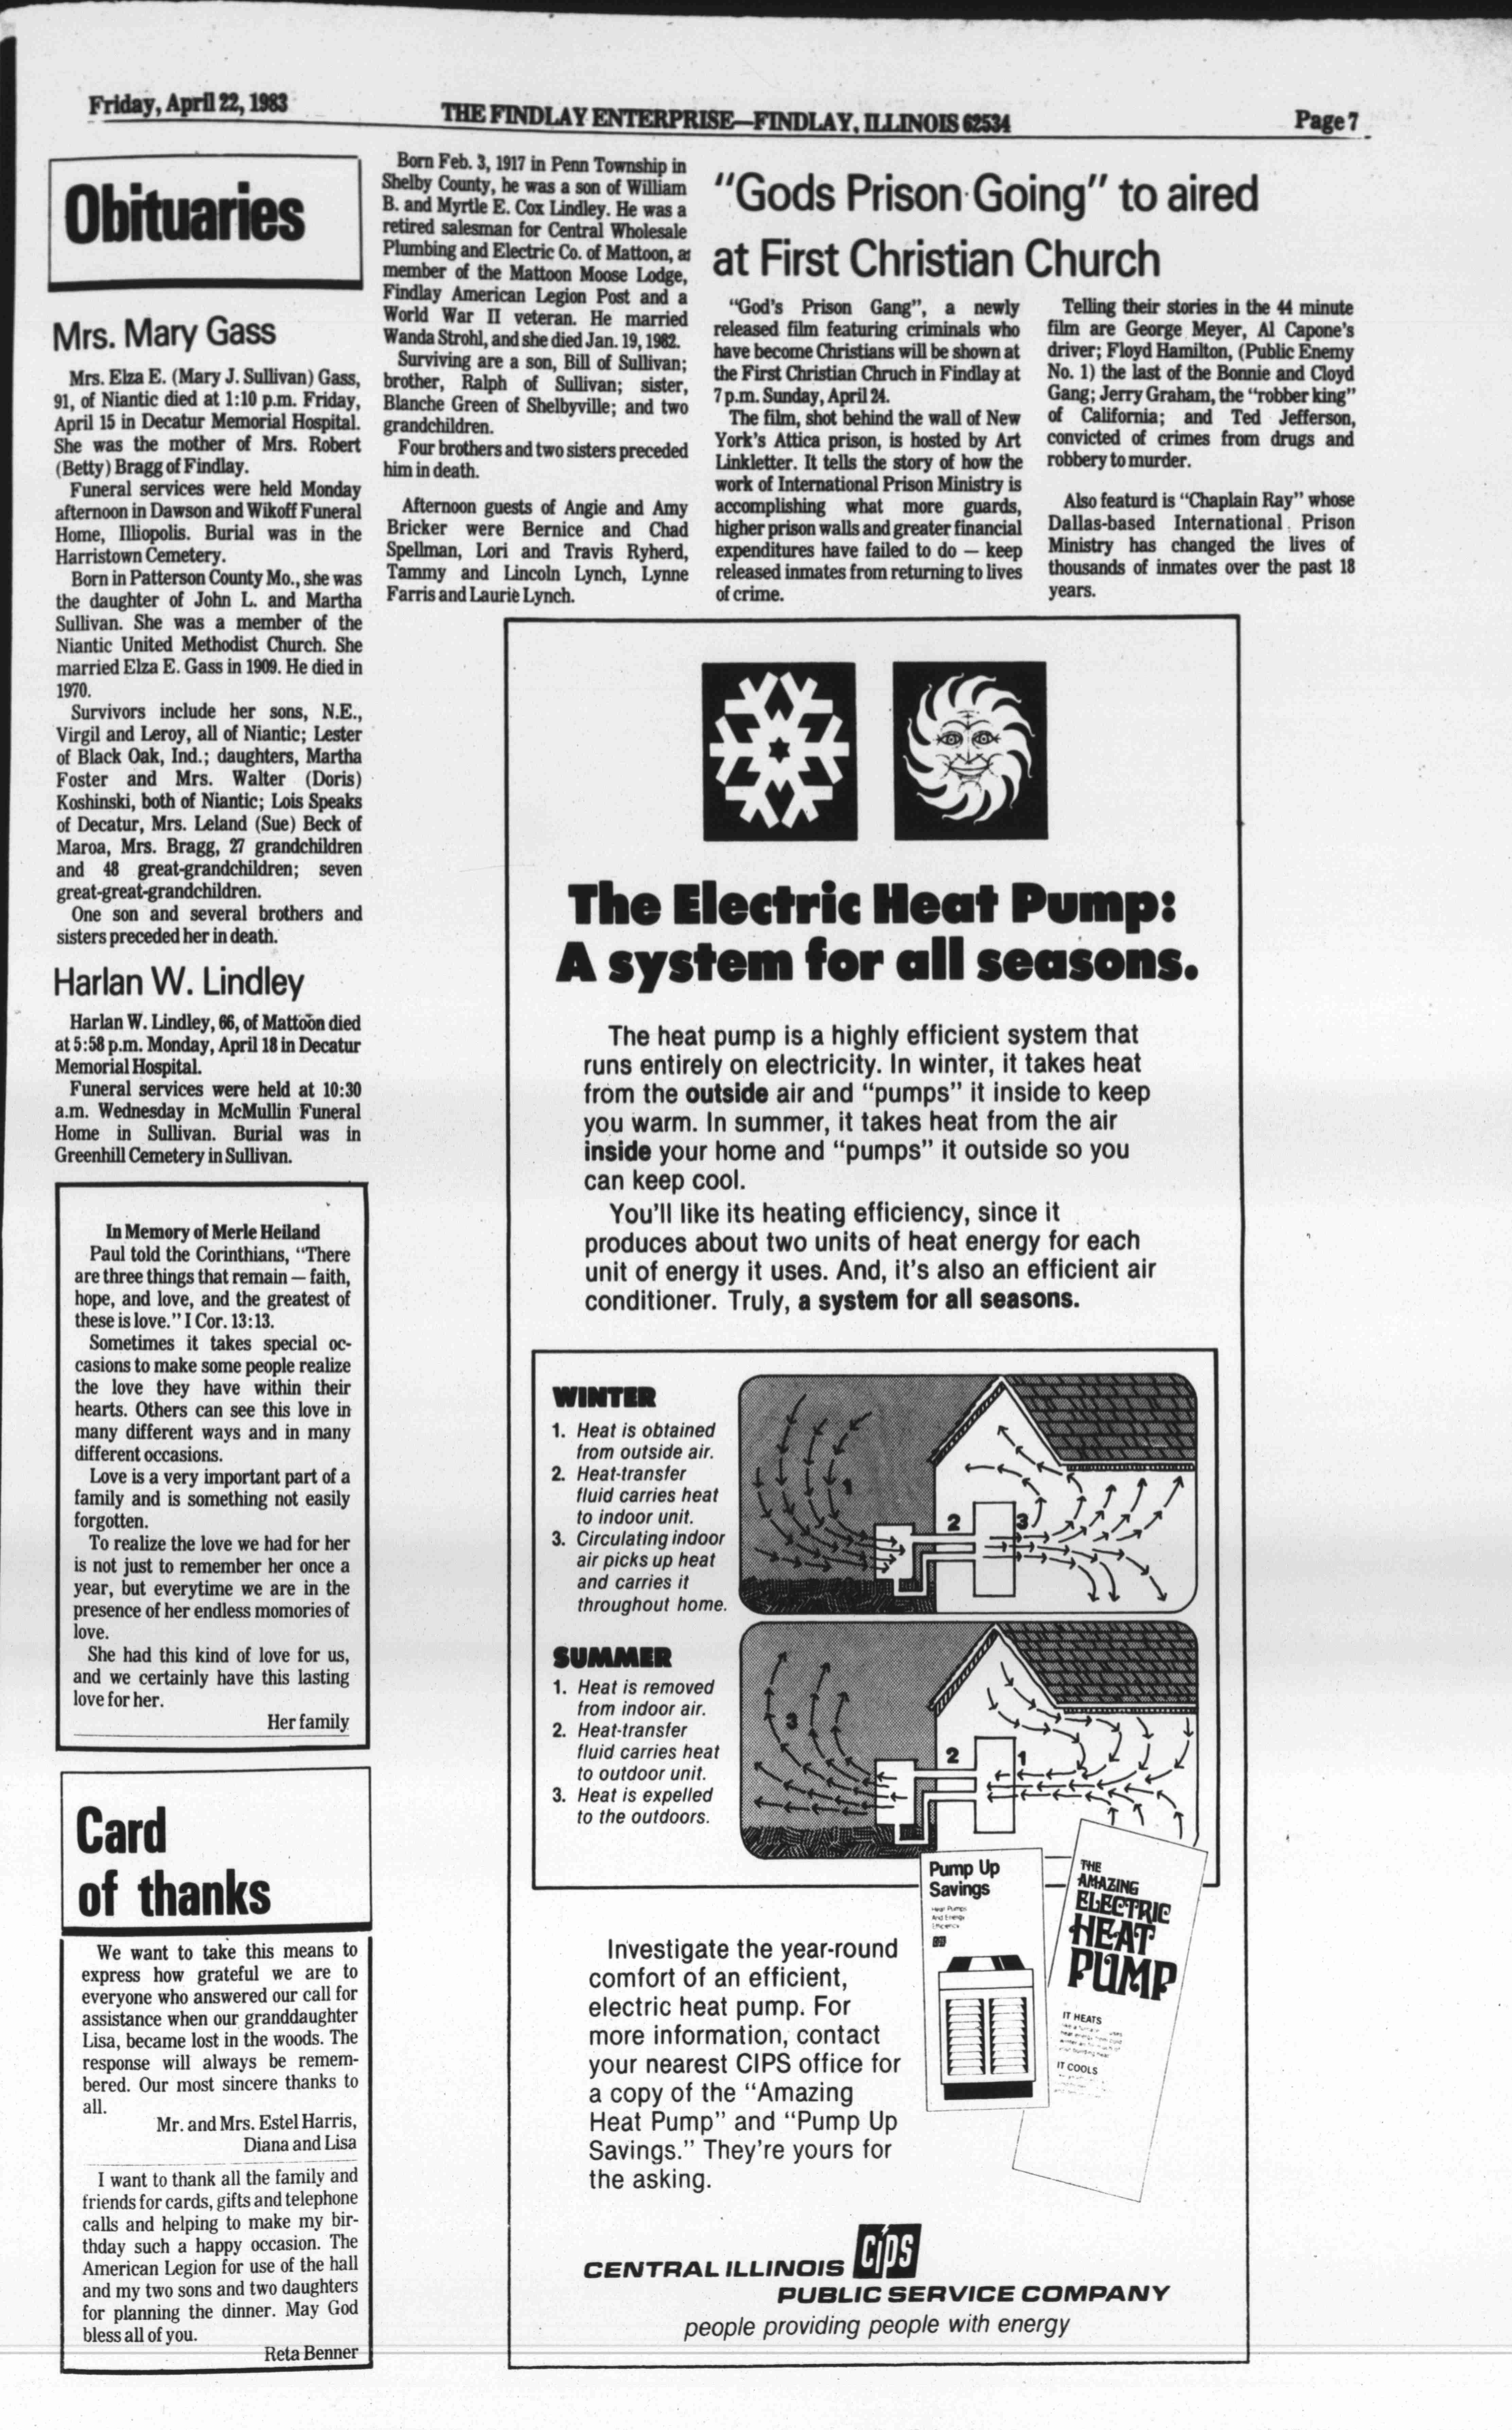 Friday, April 22, 1983
THE FINDLAY ENTERPRISE—FINDLAY, ILLINOIS 62534
Page 7
Obituaries
Mrs. Mary Gass
Mrs. Elza E. (Mary J. Sullivan) Gass,
91, of Niantic died at 1:10 p.m. Friday,
April 15 in Decatur Memorial Hospital.
She was the mother of Mrs. Robert
(Betty) Bragg of Findlay.
Funeral services were held Monday
afternoon in Dawson and Wikoff Funeral
Home, Illiopolis. Burial was in the
Harristown Cemetery.
Born in Patterson County Mo., she was
the daughter of John L. and Martha
Sullivan. She was a member of the
Niantic United Methodist Church. She
married Elza E. Gass in 1909. He died in
1970.
Survivors include her sons, N.E.,
Virgil and Leroy, all of Niantic; Lester
of Black Oak, Ind.; daughters, Martha
Foster and Mrs. Walter (Doris)
Koshinski, both of Niantic; Lois Speaks
of Decatur, Mrs. Leland (Sue) Beck of
Maroa, Mrs. Bragg, 27 grandchildren
and 48 great-grandchildren; seven
great-great-grandchildren.
One son and several brothers and
sisters preceded her in death.
Harlan W. Lindley
Harlan W. Lindley, 66, of Mattoon died
at 5:58 p.m. Monday, April 18 in Decatur
Memorial Hospital.
Funeral services were held at 10:30
a.m. Wednesday in McMullin Funeral
Home in Sullivan. Burial was in
Greenhill Cemetery in Sullivan.
Born Feb. 3, 1917 in Penn Township in
Shelby County, he was a son of William
B. and Myrtle E. Cox Lindley. He was a
retired salesman for Central Wholesale
Plumbing and Electric Co. of Mattoon, a
member of the Mattoon Moose Lodge,
Findlay American Legion Post and a
World War II veteran. He married
Wanda Strohl, and she died Jan. 19, 1982.
Surviving are a son, Bill of Sullivan;
brother, Ralph of Sullivan; sister,
Blanche Green of Shelbyville; and two
grandchildren.
Four brothers and two sisters preceded
him in death.
Afternoon guests of Angie and Amy
Bricker were Bernice and Chad
Spellman, Lori and Travis Ryherd,
Tammy and Lincoln Lynch, Lynne
Farris and Laurie Lynch.
"Gods Prison Going" to aired
at First Christian Church
"God's Prison Gang", a newly
released film featuring criminals who
have become Christians will be shown at
the First Christian Chruch in Findlay at
7 p.m. Sunday, April 24.
The film, shot behind the wall of New
York's Attica prison, is hosted by Art
Linkletter. It tells the story of how the
work of International Prison Ministry is
accomplishing what more guards,
higher prison walls and greater financial
expenditures have failed to do — keep
released inmates from returning to lives
of crime.
Telling their stories in the 44 minute
film are George Meyer, Al Capone's
driver; Floyd Hamilton, (Public Enemy
No. 1) the last of the Bonnie and Cloyd
Gang; Jerry Graham, the "robber king"
of California; and Ted Jefferson,
convicted of crimes from drugs and
robbery to murder.
Also featurd is "Chaplain Ray" whose
Dallas-based International Prison
Ministry has changed the lives of
thousands of inmates over the past 18
years.
In Memory of Merle Heiland
Paul told the Corinthians, "There
are three things that remain — faith,
hope, and love, and the greatest of
these is love." I Cor. 13:13.
Sometimes it takes special oc-
casions to make some people realize
the love they have within their
hearts. Others can see this love in
many different ways and in many
different occasions.
Love is a very important part of a
family and is something not easily
forgotten.
To realize the love we had for her
is not just to remember her once a
year, but everytime we are in the
presence of her endless momories of
love.
She had this kind of love for us,
and we certainly have this lasting
love for her.
Her family
Card
of thanks
We want to take this means to
express how grateful we are to
everyone who answered our call for
assistance when our granddaughter
Lisa, became lost in the woods. The
response will always be remem-
bered. Our most sincere thanks to
all.
Mr. and Mrs. Estel Harris,
Diana and Lisa
I want to thank all the family and
friends for cards, gifts and telephone
calls and helping to make my bir-
thday such a happy occasion. The
American Legion for use of the hall
and my two sons and two daughters
for planning the dinner. May God
bless all of you.
Reta Benner
The Electric Heat Pump:
A system for all seasons.
The heat pump is a highly efficient system that
runs entirely on electricity. In winter, it takes heat
from the outside air and "pumps" it inside to keep
you warm. In summer, it takes heat from the air
inside your home and "pumps" it outside so you
can keep cool.
You'll like its heating efficiency, since it
produces about two units of heat energy for each
unit of energy it uses. And, it's also an efficient air
conditioner. Truly, a system for all seasons.
WINTER
1. Heat is obtained
from outside air.
2. Heat-transfer
fluid carries heat
to indoor unit.
3. Circulating indoor
air picks up heat
and carries it
throughout home.
1
2
3
SUMMER
1. Heat is removed
from indoor air.
2. Heat-transfer
fluid carries heat
to outdoor unit.
3. Heat is expelled
to the outdoors.
3
2
1
Pump Up
Savings
Heat Pumps
And Energy
Efficiency
THE
AMAZING
ELECTRIC
HEAT
PUMP
IT HEATS
IT COOLS
Investigate the year-round
comfort of an efficient,
electric heat pump. For
more information, contact
your nearest CIPS office for
a copy of the "Amazing
Heat Pump" and "Pump Up
Savings." They're yours for
the asking.
CIPS
CENTRAL ILLINOIS
PUBLIC SERVICE COMPANY
people providing people with energy